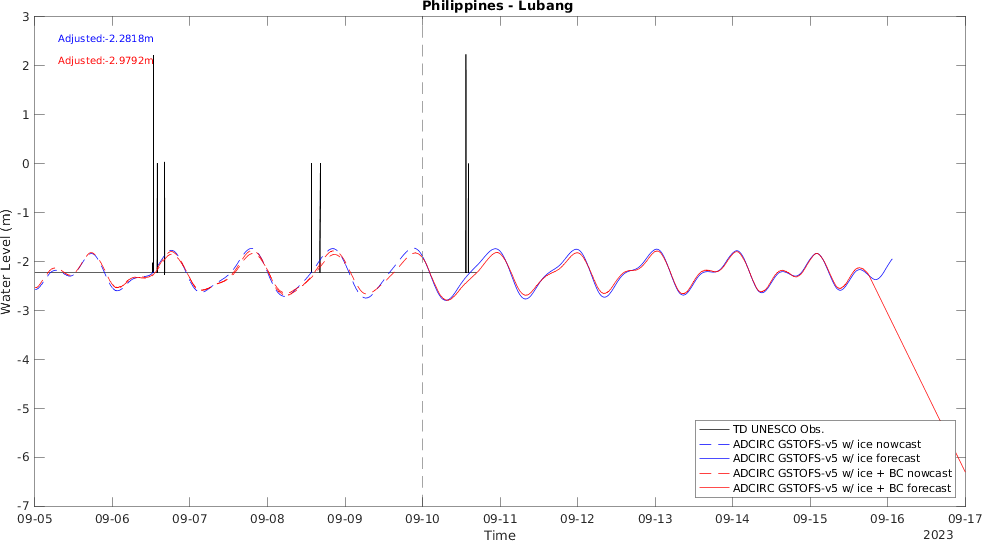 Philippines - Lubang
Adjusted:-2.2818m
Adjusted:-2.9792m
3
2
1
0
-1
-2
-3
-4
-5
-6
-7
Water Level (m)
TD UNESCO Obs.
ADCIRC GSTOFS-v5 w/ ice nowcast
ADCIRC GSTOFS-v5 w/ ice forecast
ADCIRC GSTOFS-v5 w/ ice + BC nowcast
ADCIRC GSTOFS-v5 w/ ice + BC forecast
09-05 09-06 09-07 09-08 09-09 09-10 09-11 09-12 09-13 09-14 09-15 09-16 09-17
Time
2023